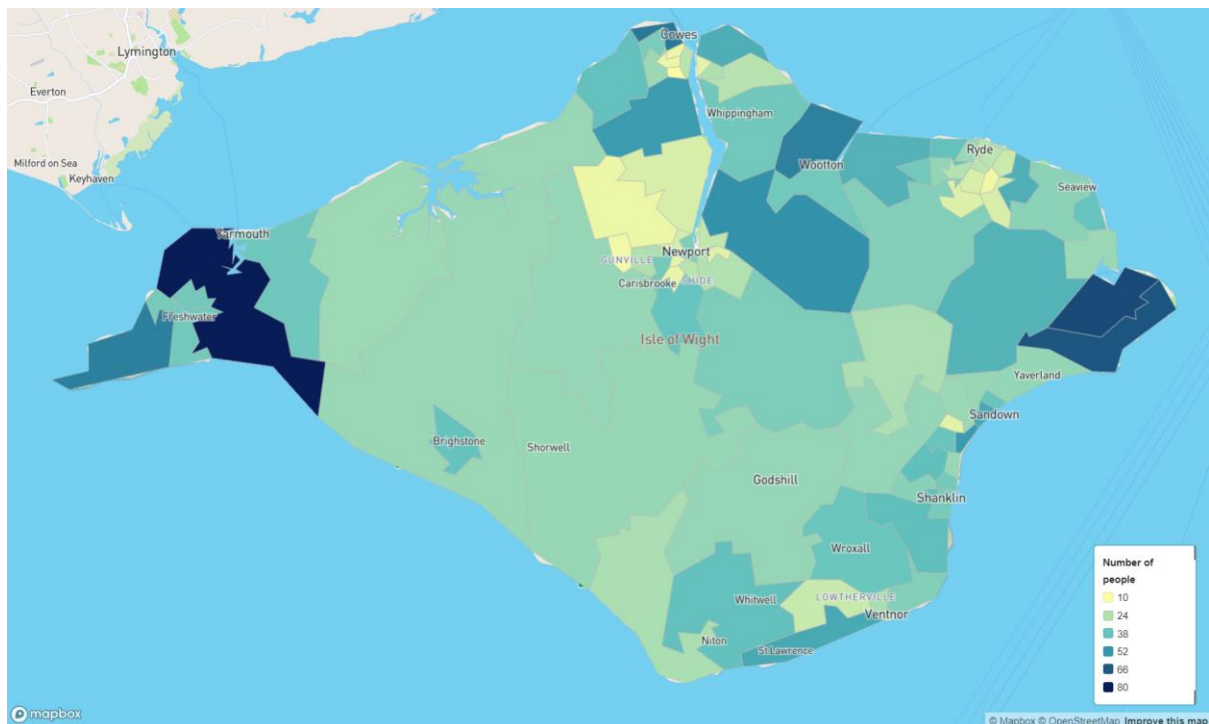 Cowes
Lymington
Everton
Whippingham
Ryde
Milford on Sea
Wootton
Keyhaven
Seaview
Yarmouth
Newport
GUNVILLE
Carisbrooke
HIDE
Freshwater
Isle of Wight
Yaverland
Sandown
Brighstone
Shorwell
Godshill
Shanklin
Wroxall
Whitwell
LOWTHERVILLE
Ventnor
Niton
St Lawrence
Number of
people
10
24
38
52
66
80
mapbox
© Mapbox © OpenStreetMap Improve this map